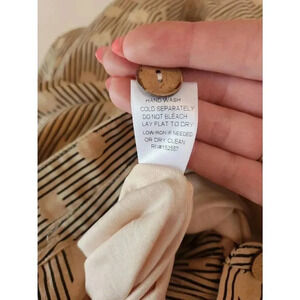 HAND WASH
COLD SEPARATELY
DO NOT BLEACH
LAY FLAT TO DRY
LOW-IRON IF NEEDED
OR DRY CLEAN